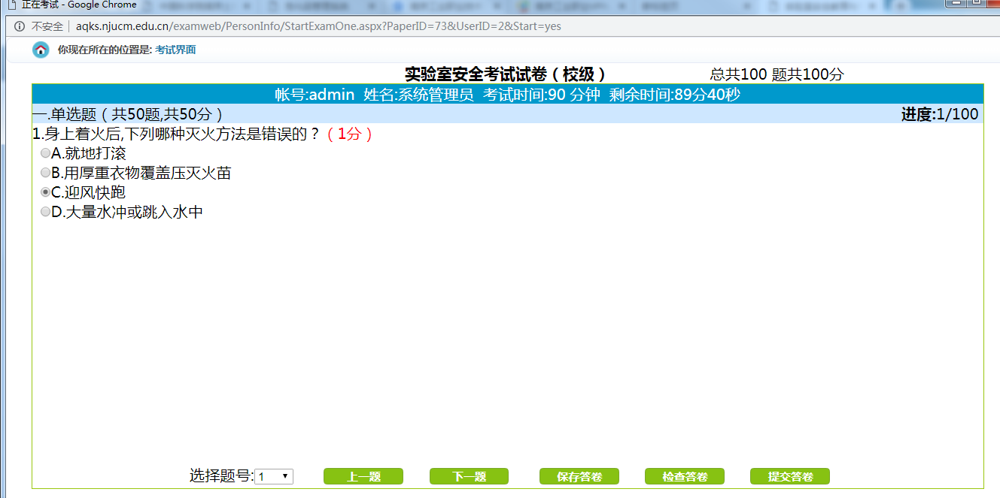 正在考试 - Google Chrome
不安全 aqks.njucm.edu.cn/examweb/PersonInfo/StartExamOne.aspx?PaperID=73&UserID=2&Start=yes
你现在所在的位置是: 考试界面
实验室安全考试试卷（校级） 总共100 题共100分
帐号:admin 姓名:系统管理员 考试时间:90 分钟 剩余时间:89分40秒
一.单选题（共50题,共50分） 进度:1/100
1.身上着火后,下列哪种灭火方法是错误的？（1分）
A.就地打滚
B.用厚重衣物覆盖压灭火苗
C.迎风快跑
D.大量水冲或跳入水中
选择题号: 1 上一题 下一题 保存答卷 检查答卷 提交答卷